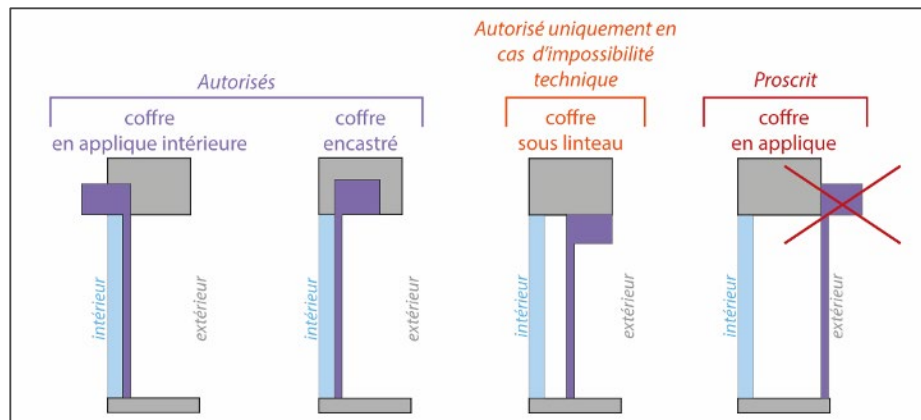 Autorisé uniquement en
cas d'impossibilité
technique
Autorisés
Proscrit
coffre
en applique intérieure
coffre
encastré
coffre
sous linteau
coffre
en applique
intérieur
extérieur
intérieur
extérieur
intérieur
extérieur
intérieur
extérieur